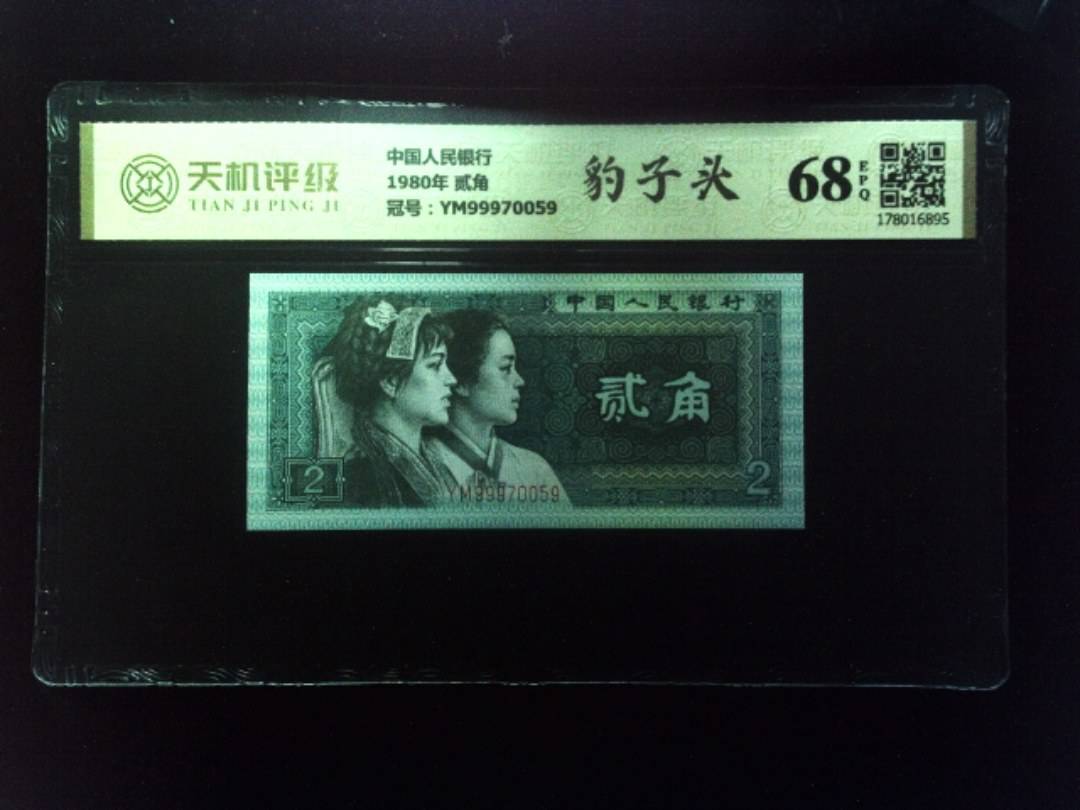 天机评级
TIAN JI PING JI
中国人民银行
1980年 贰角
冠号：YM99970059
豹子头
68
EPQ
178016895
中国人民银行
贰角
2
2
YM99970059